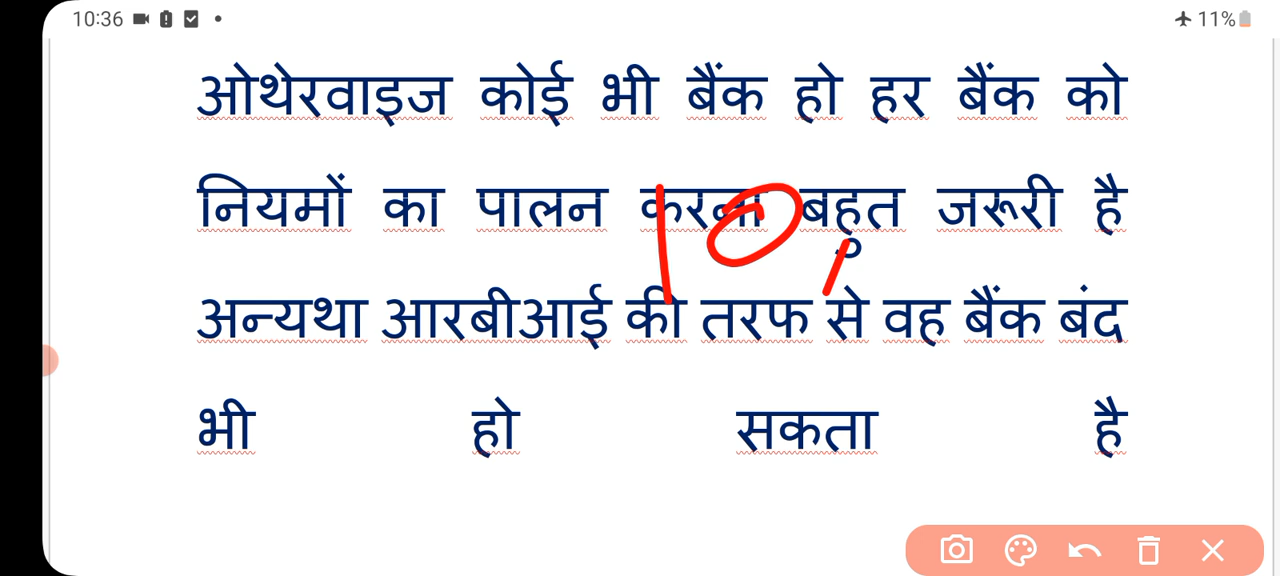 10:36 11%
ओथेरवाइज कोई भी बैंक हो हर बैंक को
नियमों का पालन करना बहुत जरूरी है
अन्यथा आरबीआई की तरफ से वह बैंक बंद
भी हो सकता है